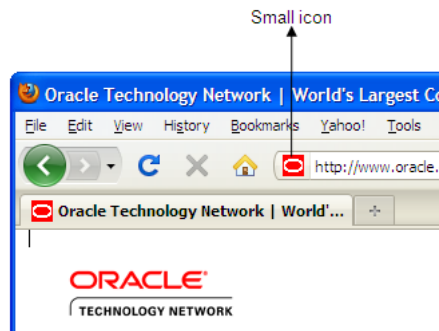 Small icon
Oracle Technology Network | World's Largest Co
File Edit View History Bookmarks Yahoo! Tools
http://www.oracle.
Oracle Technology Network | World'...
ORACLE®
TECHNOLOGY NETWORK